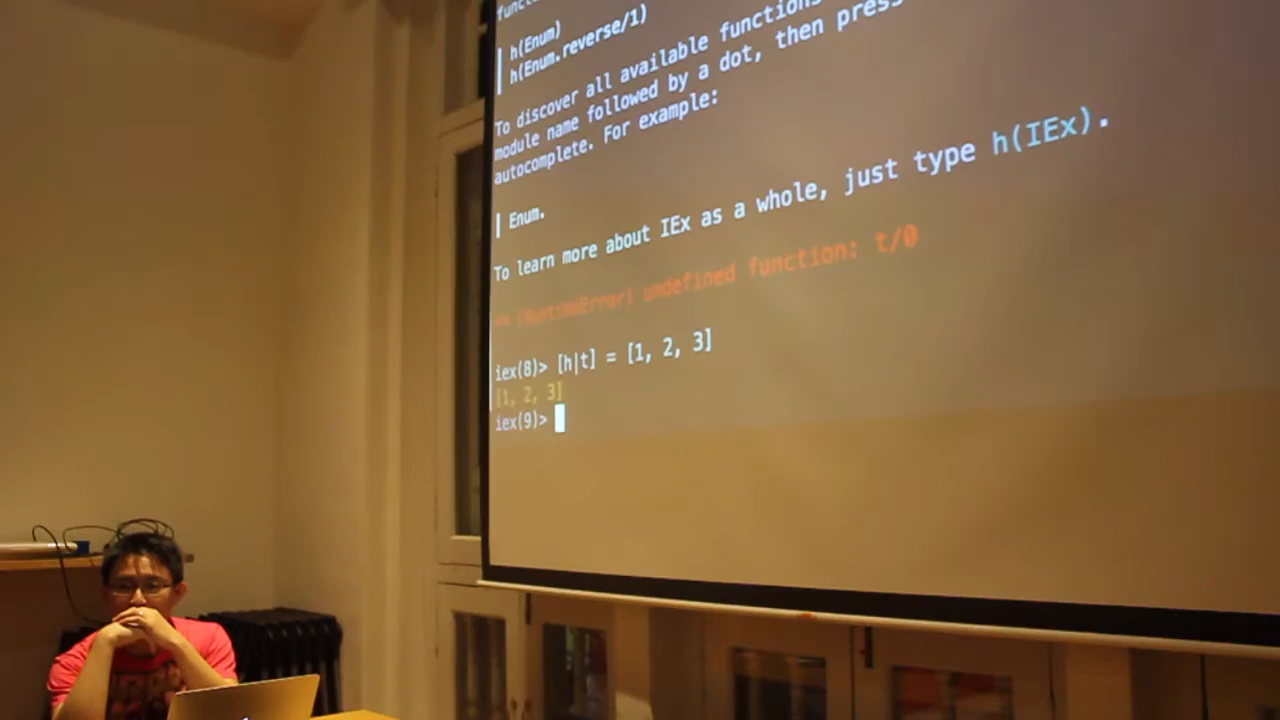 h(Enum)
h(Enum.reverse/1)
To discover all available functions
module name followed by a dot, then press
autocomplete. For example:
Enum.
To learn more about IEx as a whole, just type h(IEx).
** (RuntimeError) undefined function: t/0
iex(8)> [h|t] = [1, 2, 3]
[1, 2, 3]
iex(9)>